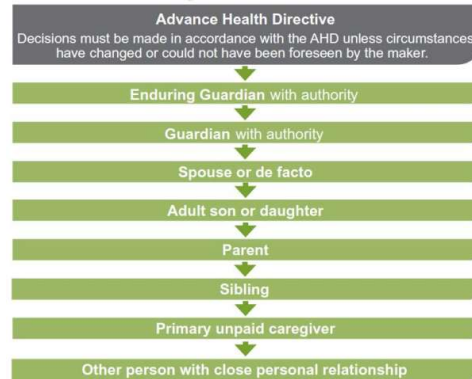 Advance Health Directive
Decisions must be made in accordance with the AHD unless circumstances
have changed or could not have been foreseen by the maker.
Enduring Guardian with authority
Guardian with authority
Spouse or de facto
Adult son or daughter
Parent
Sibling
Primary unpaid caregiver
Other person with close personal relationship